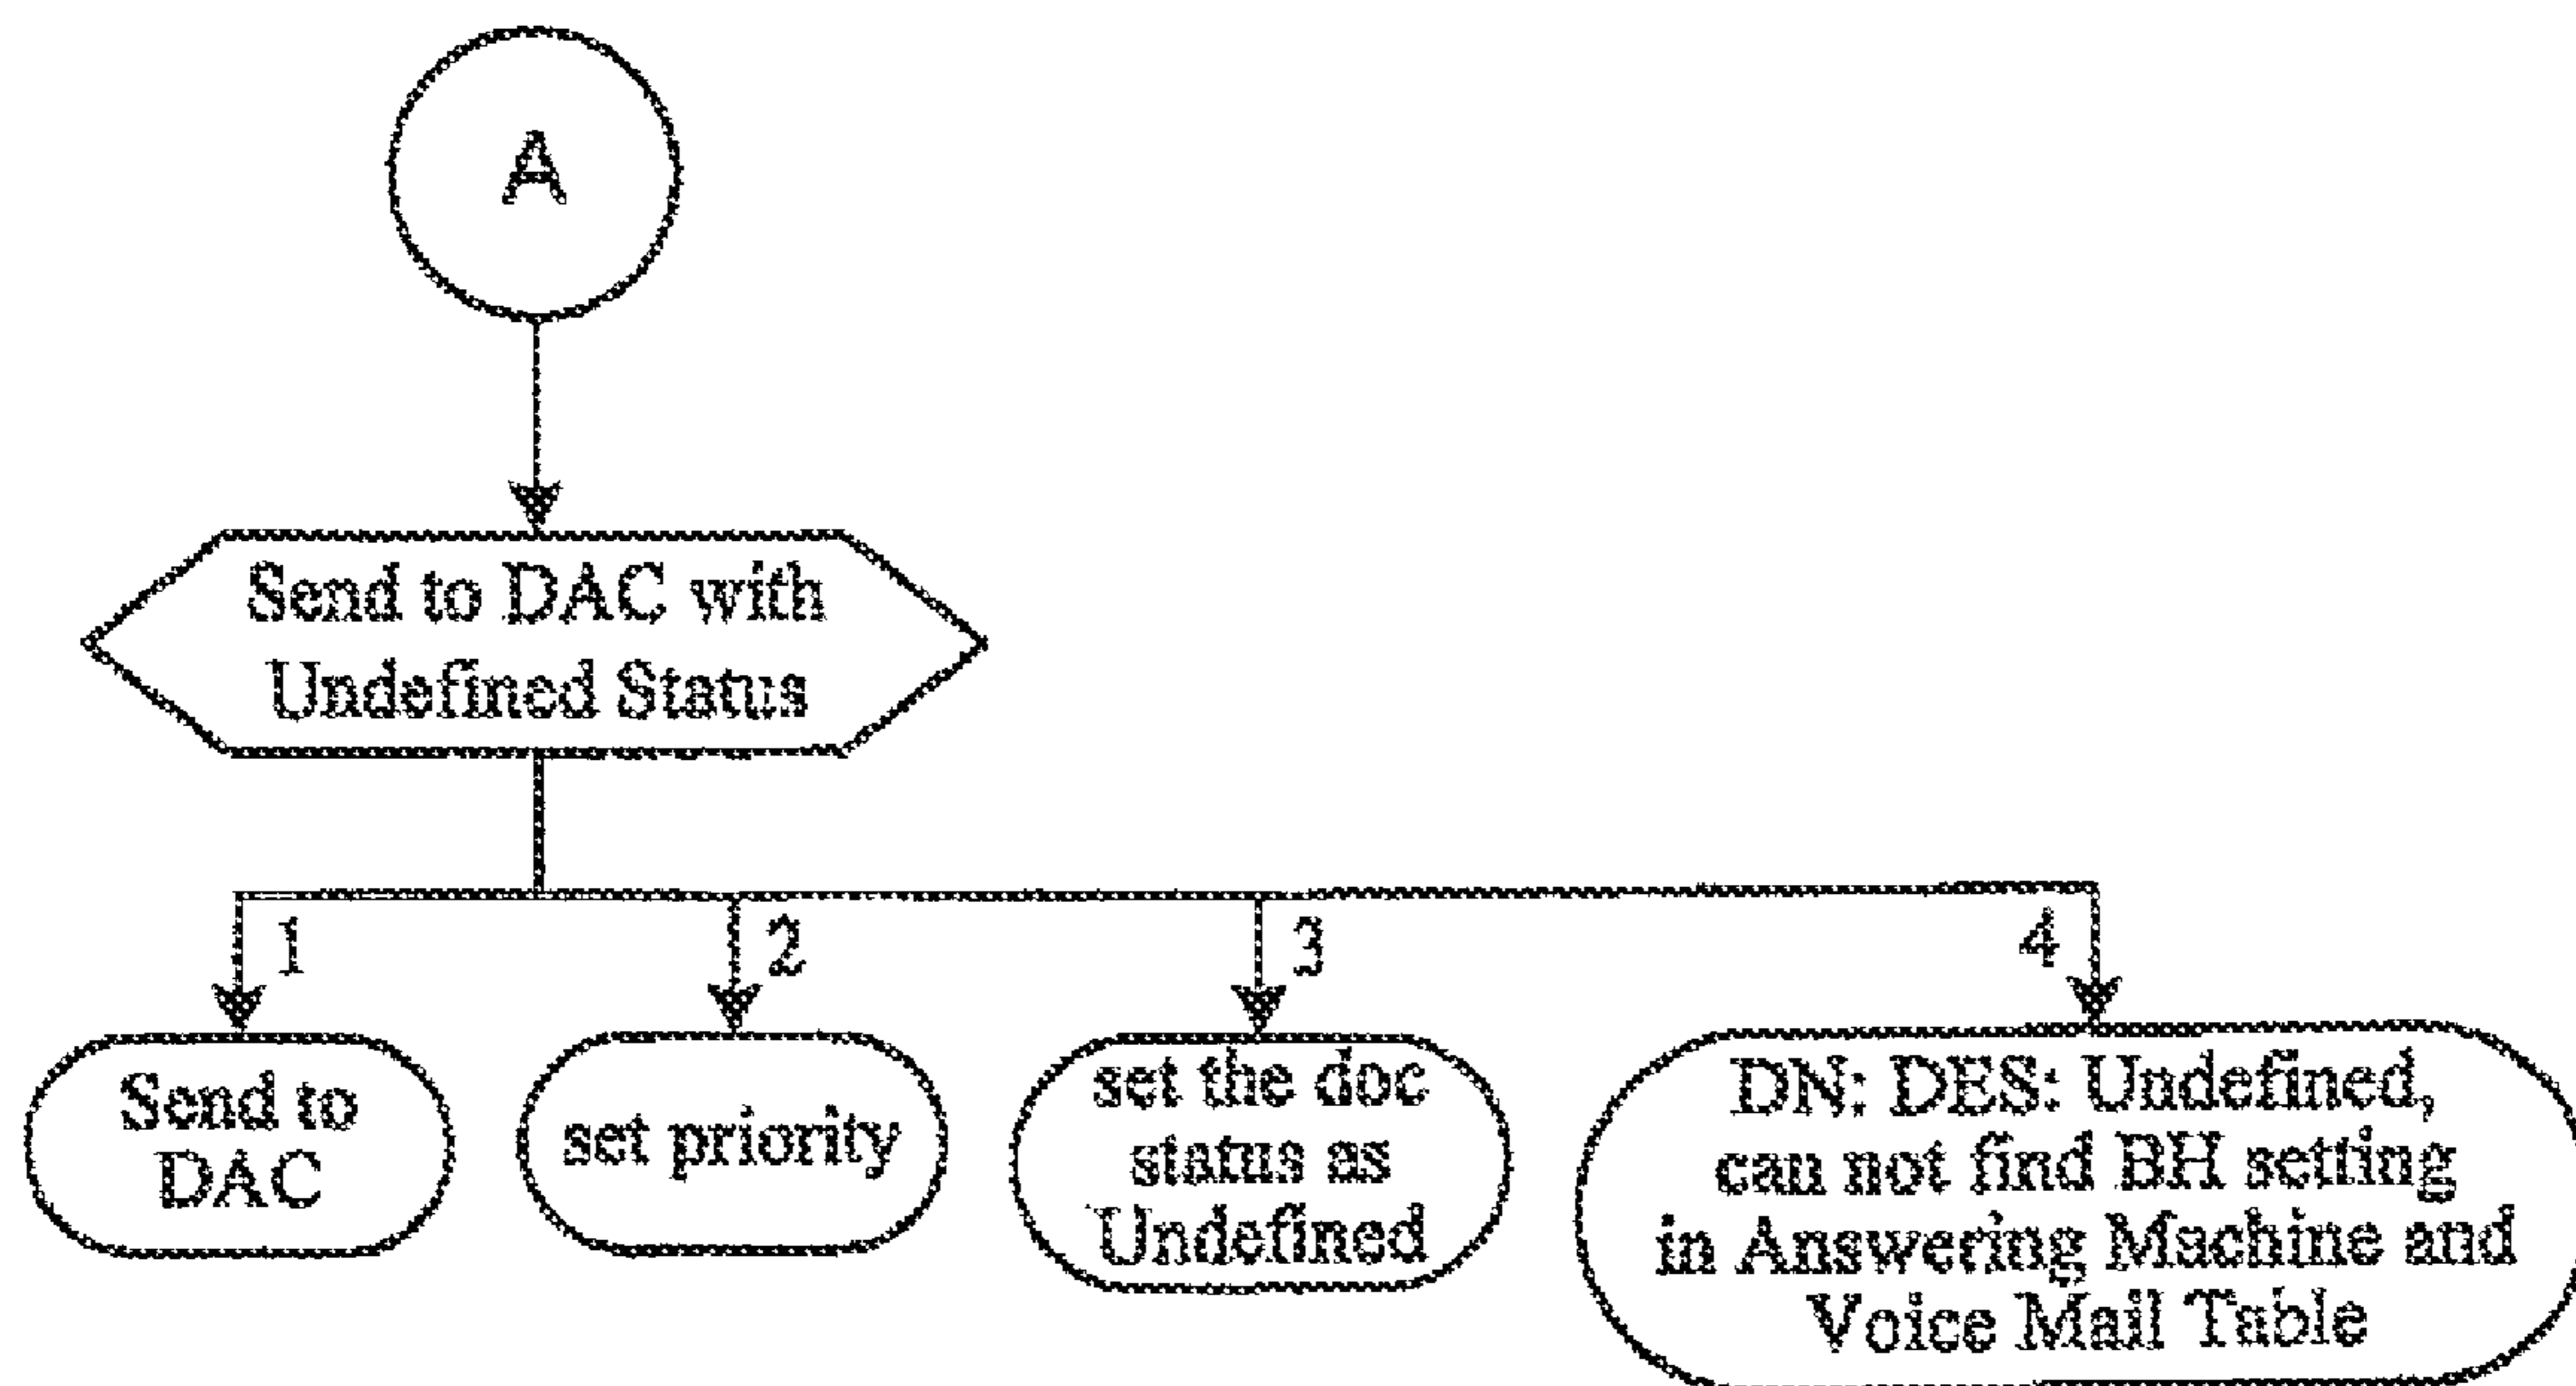 A
Send to DAC with
Undefined Status
1
2
3
4
Send to
DAC
set priority
set the doc
status as
Undefined
DN: DES: Undefined,
can not find BH setting
in Answering Machine and
Voice Mail Table